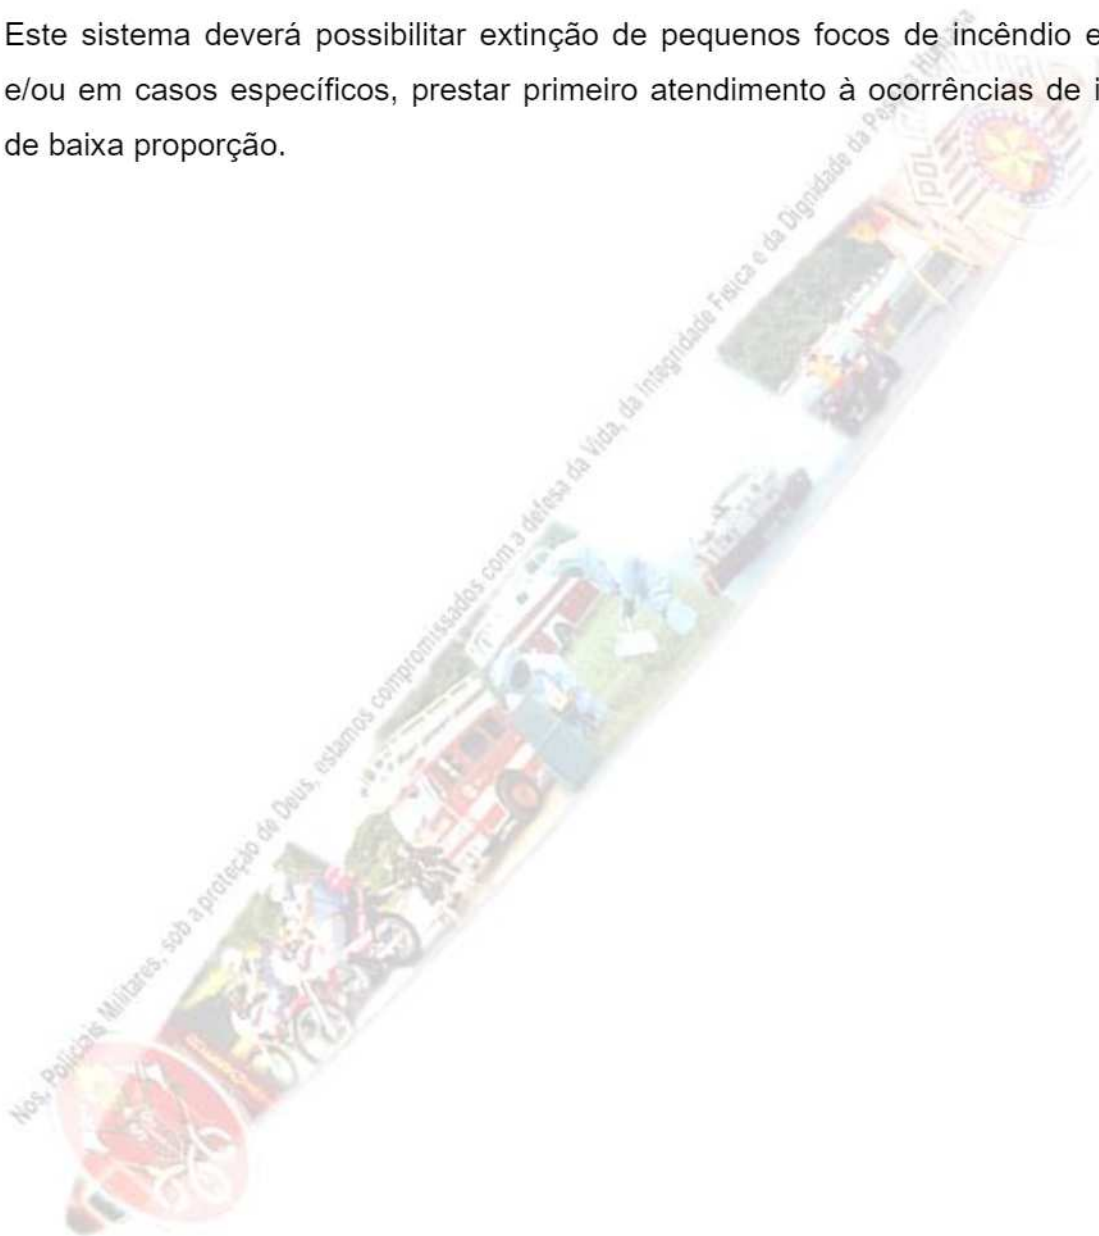 Este sistema deverá possibilitar extinção de pequenos focos de incêndio e
e/ou em casos específicos, prestar primeiro atendimento à ocorrências de i
de baixa proporção.
Nós, Policiais Militares, sob a proteção de Deus, estamos compromissados com a defesa da Vida, da Integridade Física e da Dignidade da Pessoa Humana